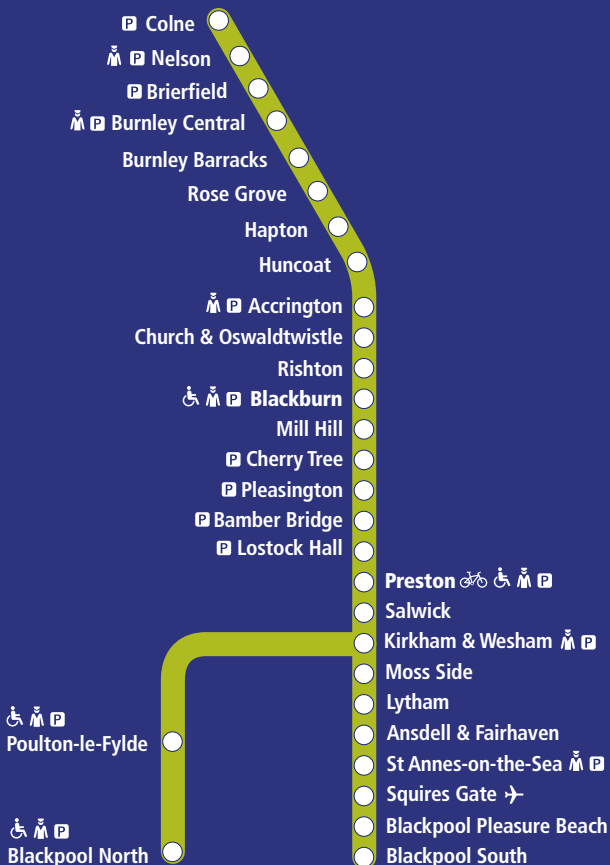 P Colne
P Nelson
P Brierfield
P Burnley Central
Burnley Barracks
Rose Grove
Hapton
Huncoat
P Accrington
Church & Oswaldtwistle
Rishton
P Blackburn
Mill Hill
P Cherry Tree
P Pleasington
P Bamber Bridge
P Lostock Hall
Preston P
Salwick
Kirkham & Wesham P
Moss Side
Lytham
Ansdell & Fairhaven
St Annes-on-the-Sea P
Squires Gate
Blackpool Pleasure Beach
Blackpool South
P
Poulton-le-Fylde
P
Blackpool North